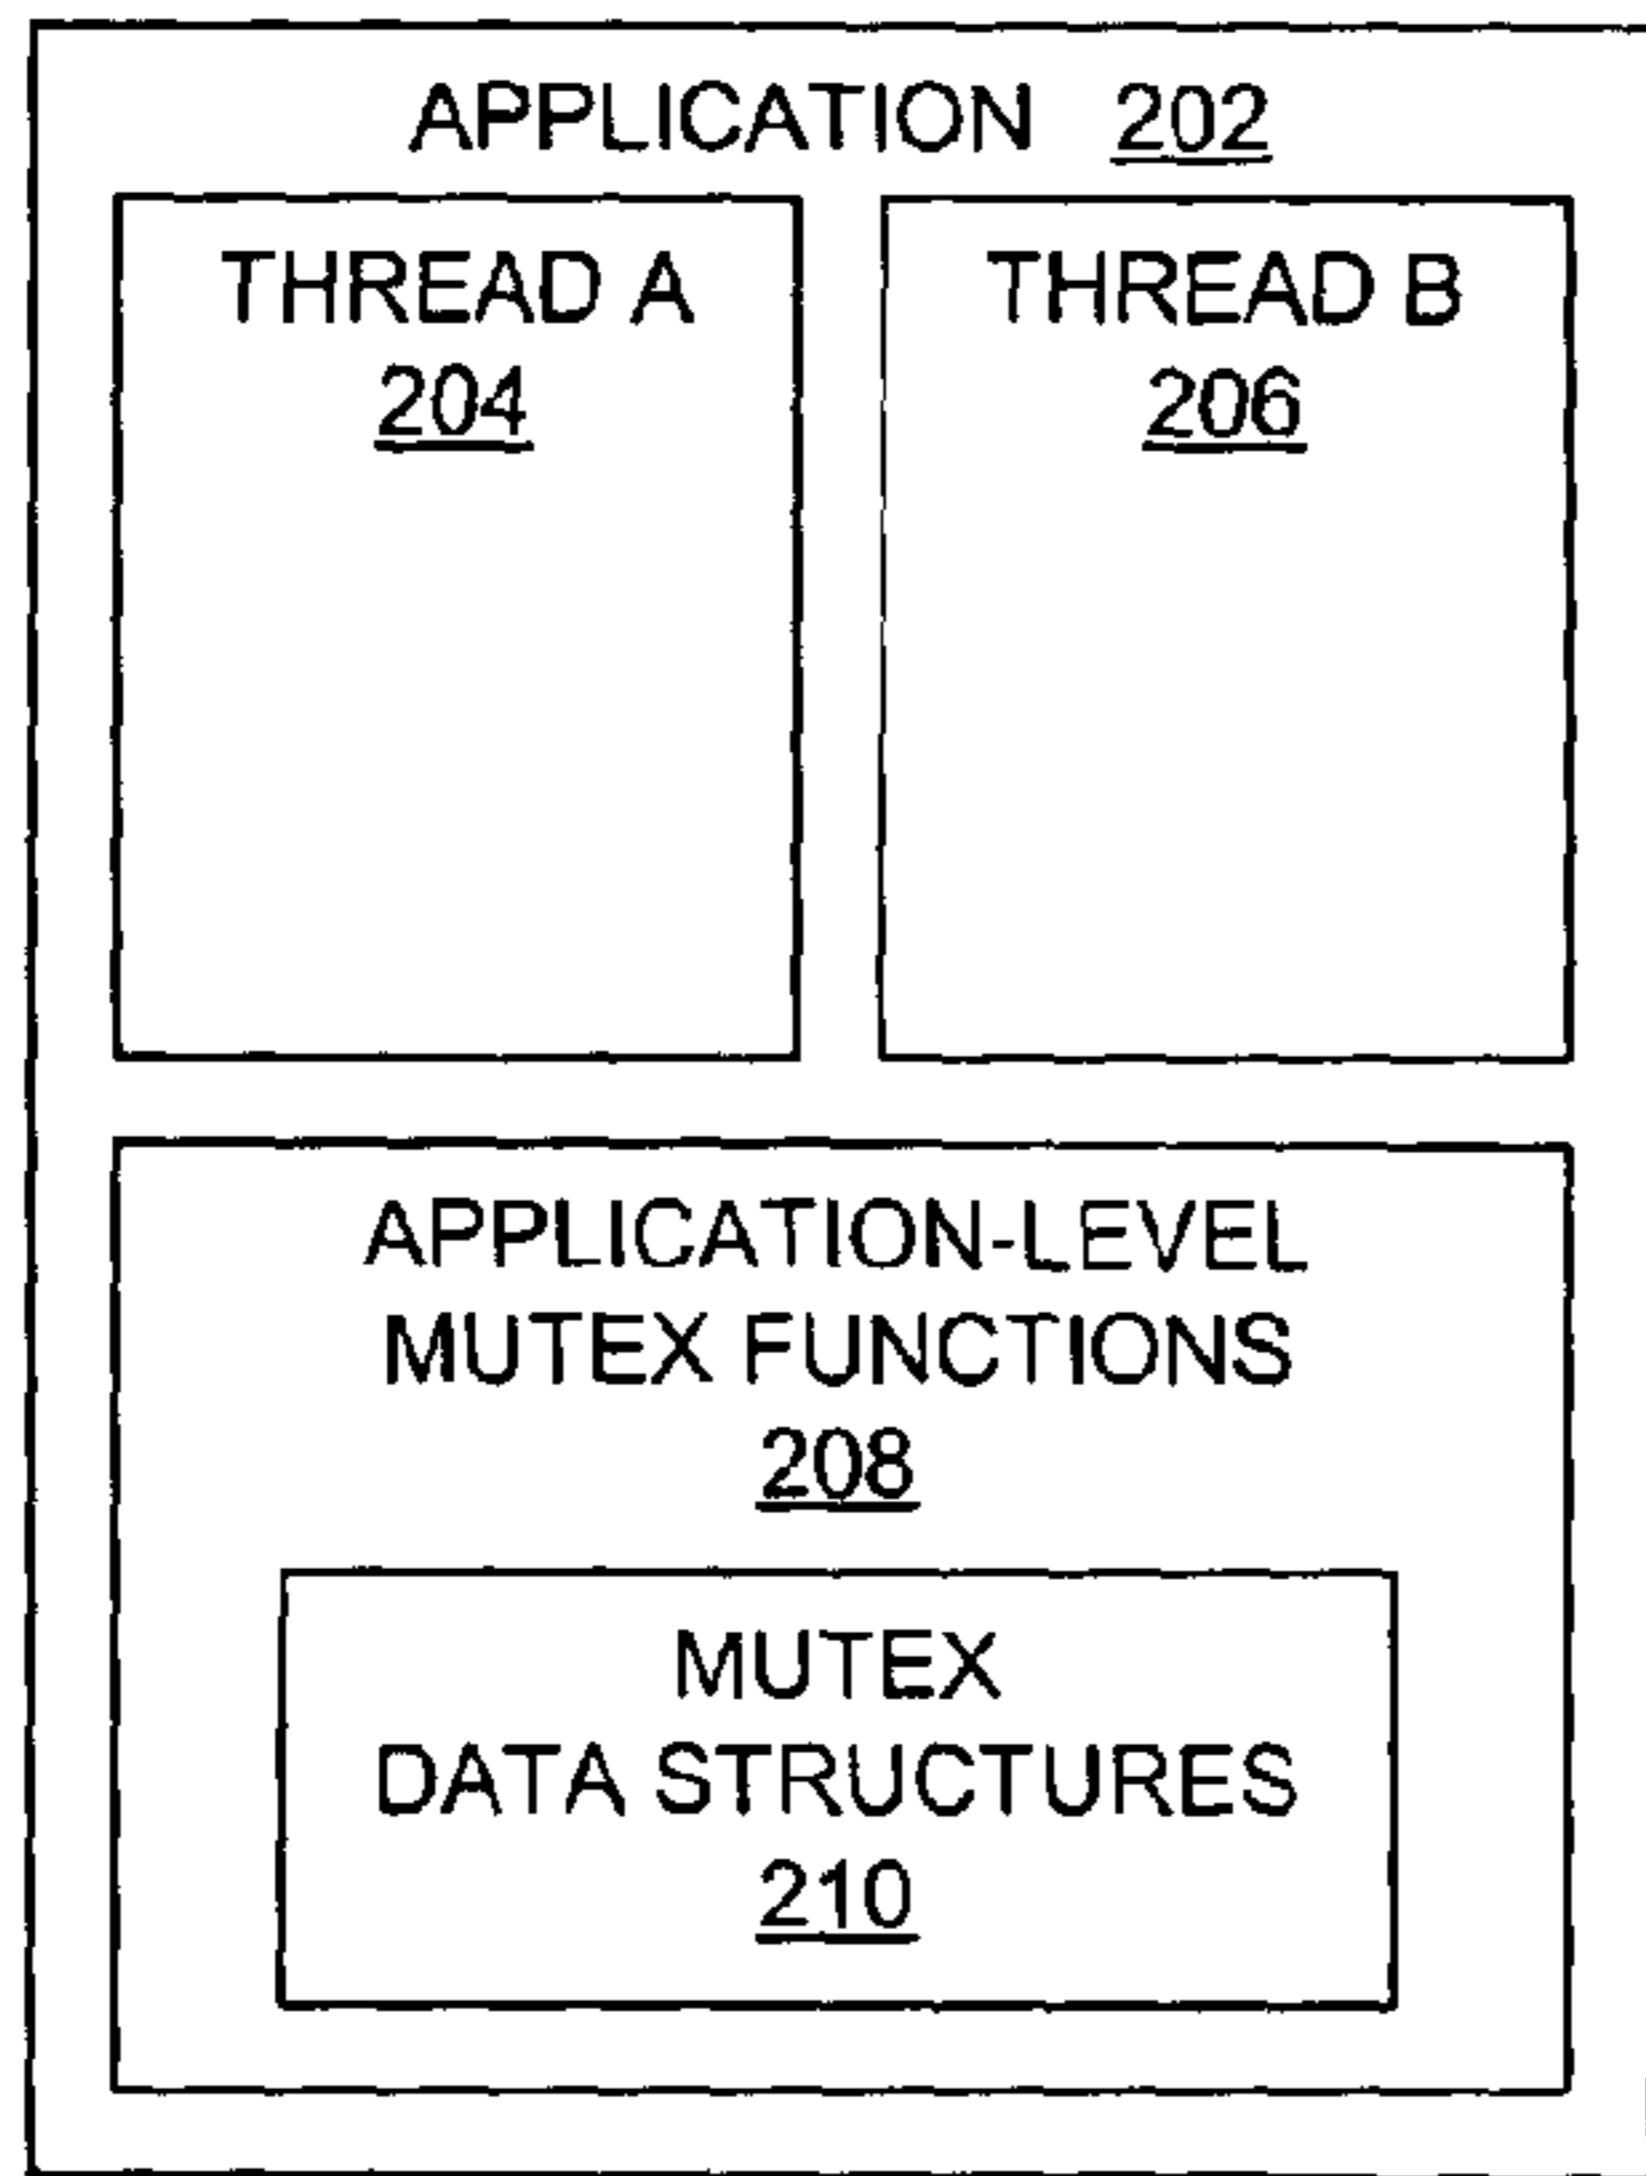 APPLICATION 202
THREAD A
204
THREAD B
206
APPLICATION-LEVEL
MUTEX FUNCTIONS
208
MUTEX
DATA STRUCTURES
210